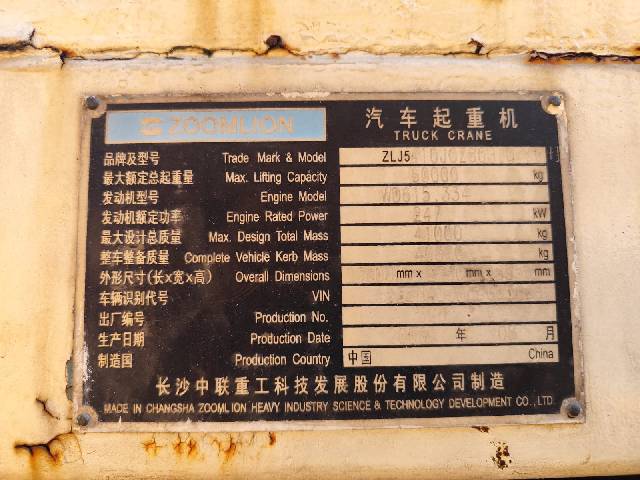 ZOOMLION
汽车起重机
TRUCK CRANE
品牌及型号 Trade Mark & Model ZLJ5
最大额定总起重量 Max. Lifting Capacity kg
发动机型号 Engine Model
发动机额定功率 Engine Rated Power 247 kW
最大设计总质量 Max. Design Total Mass kg
整车整备质量 Complete Vehicle Kerb Mass kg
外形尺寸(长×宽×高) Overall Dimensions mm x mm x mm
车辆识别代号 VIN
出厂编号 Production No.
生产日期 Production Date 年 月
制造国 Production Country 中国 China
长沙中联重工科技发展股份有限公司制造
MADE IN CHANGSHA ZOOMLION HEAVY INDUSTRY SCIENCE & TECHNOLOGY DEVELOPMENT CO., LTD.